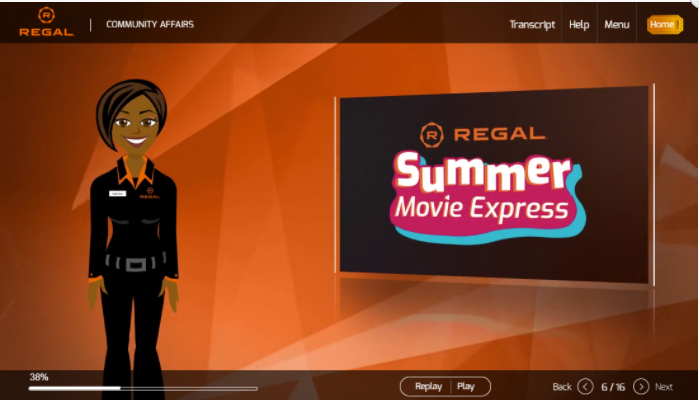 REGAL
COMMUNITY AFFAIRS
Transcript
Help
Menu
Home
R REGAL
Summer
Movie Express
REGAL
38%
Replay
Play
Back
6 / 16
Next